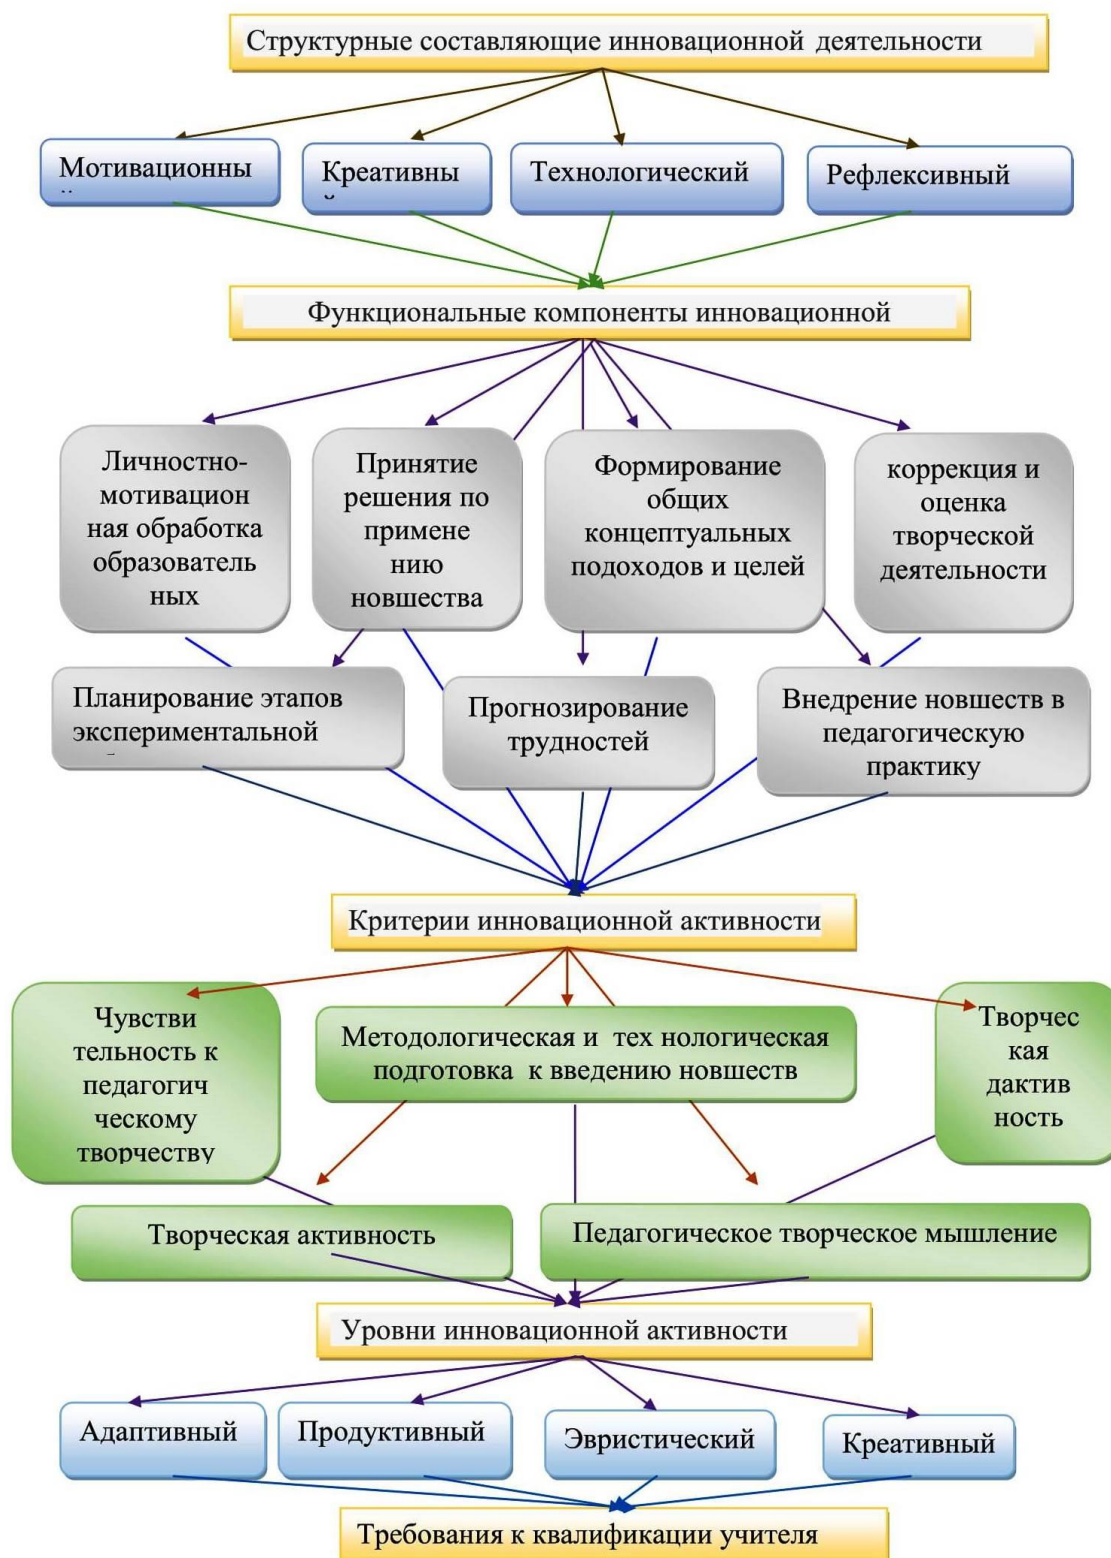 Структурные составляющие инновационной деятельности
Мотивационны
Креативны
Технологический
Рефлексивный
Функциональные компоненты инновационной
Личностно-
мотивацион
ная обработка
образователь
ных
Принятие
решения по
примене
нию
новшества
Формирование
общих
концептуальных
подоходов и целей
коррекция и
оценка
творческой
деятельности
Планирование этапов
экспериментальной
Прогнозирование
трудностей
Внедрение новшеств в
педагогическую
практику
Критерии инновационной активности
Чувстви
тельность к
педагогич
ческому
творчеству
Методологическая и тех нологическая
подготовка к введению новшеств
Творчес
кая
дактив
ность
Творческая активность
Педагогическое творческое мышление
Уровни инновационной активности
Адаптивный
Продуктивный
Эвристический
Креативный
Требования к квалификации учителя